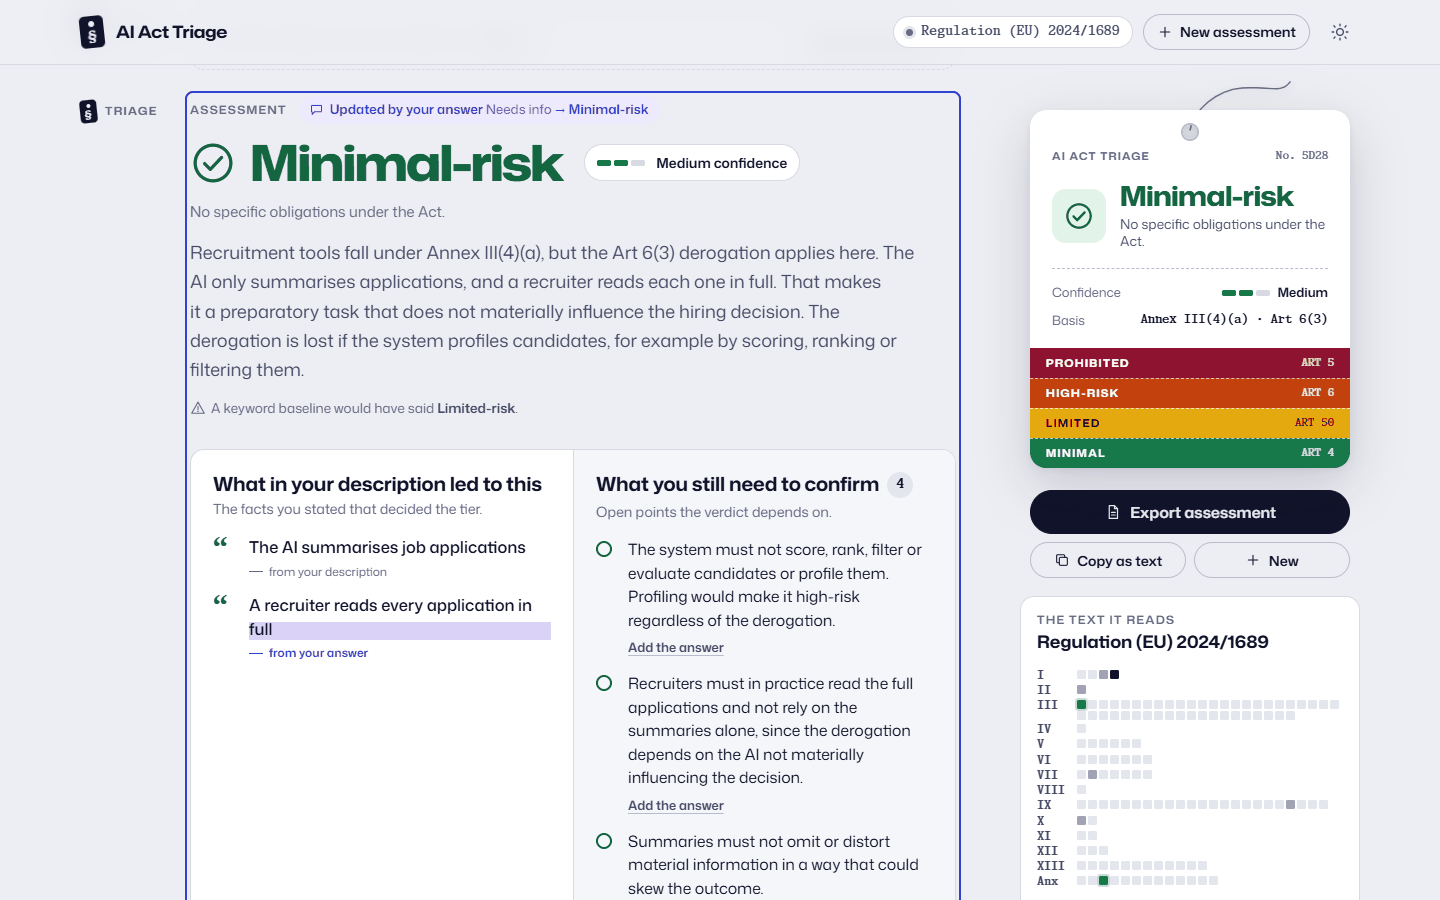 AI Act Triage
Regulation (EU) 2024/1689
New assessment
TRIAGE
ASSESSMENT
Updated by your answer Needs info → Minimal-risk
Minimal-risk
Medium confidence
No specific obligations under the Act.
Recruitment tools fall under Annex III(4)(a), but the Art 6(3) derogation applies here. The
AI only summarises applications, and a recruiter reads each one in full. That makes
it a preparatory task that does not materially influence the hiring decision. The
derogation is lost if the system profiles candidates, for example by scoring, ranking or
filtering them.
A keyword baseline would have said Limited-risk.
What in your description led to this
The facts you stated that decided the tier.
“ The AI summarises job applications
— from your description
“ A recruiter reads every application in
full
— from your answer
What you still need to confirm 4
Open points the verdict depends on.
The system must not score, rank, filter or
evaluate candidates or profile them.
Profiling would make it high-risk
regardless of the derogation.
Add the answer
Recruiters must in practice read the full
applications and not rely on the
summaries alone, since the derogation
depends on the AI not materially
influencing the decision.
Add the answer
Summaries must not omit or distort
material information in a way that could
skew the outcome.
AI ACT TRIAGE
No. 5D28
Minimal-risk
No specific obligations under the
Act.
Confidence Medium
Basis Annex III(4)(a) · Art 6(3)
PROHIBITED ART 5
HIGH-RISK ART 6
LIMITED ART 50
MINIMAL ART 4
Export assessment
Copy as text
New
THE TEXT IT READS
Regulation (EU) 2024/1689
I
II
III
IV
V
VI
VII
VIII
IX
X
XI
XII
XIII
Anx